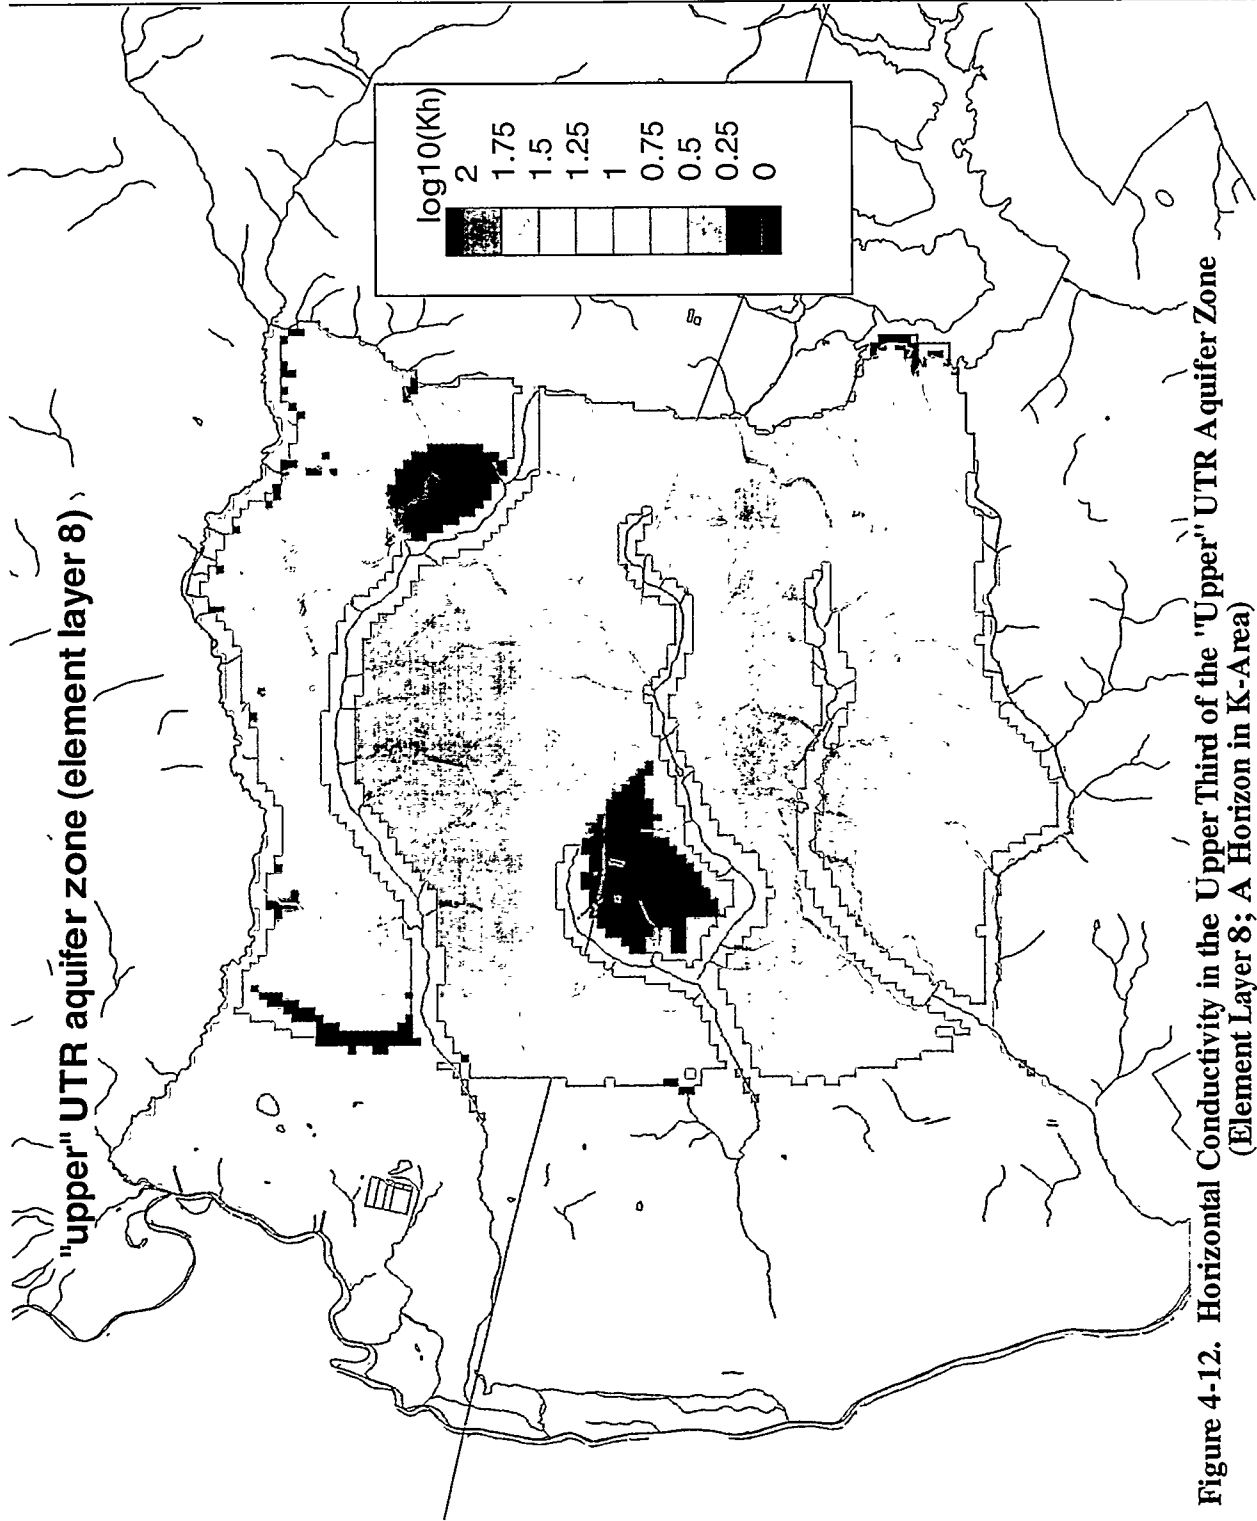 "upper" UTR aquifer zone (element layer 8)
log10(Kh)
2
1.75
1.5
1.25
1
0.75
0.5
0.25
0
Figure 4-12. Horizontal Conductivity in the Upper Third of the "Upper" UTR Aquifer Zone
(Element Layer 8; A Horizon in K-Area)